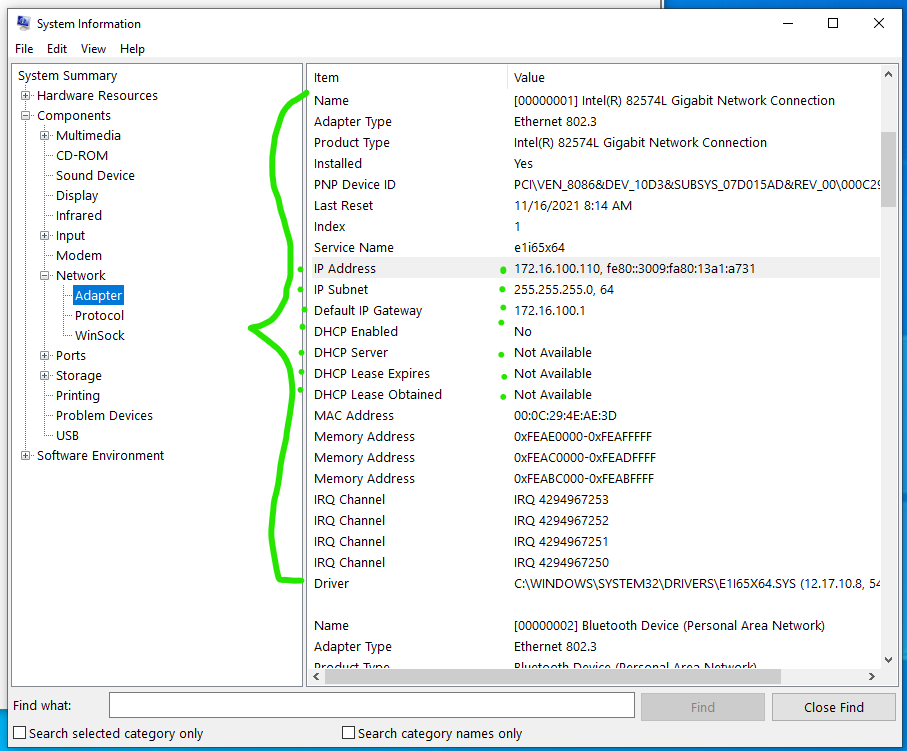 System Information
File Edit View Help
System Summary
Hardware Resources
Components
Multimedia
CD-ROM
Sound Device
Display
Infrared
Input
Modem
Network
Adapter
Protocol
WinSock
Ports
Storage
Printing
Problem Devices
USB
Software Environment
Item Value
Name [00000001] Intel(R) 82574L Gigabit Network Connection
Adapter Type Ethernet 802.3
Product Type Intel(R) 82574L Gigabit Network Connection
Installed Yes
PNP Device ID PCI\VEN_8086&DEV_10D3&SUBSYS_07D015AD&REV_00\000C29
Last Reset 11/16/2021 8:14 AM
Index 1
Service Name e1i65x64
IP Address 172.16.100.110, fe80::3009:fa80:13a1:a731
IP Subnet 255.255.255.0, 64
Default IP Gateway 172.16.100.1
DHCP Enabled No
DHCP Server Not Available
DHCP Lease Expires Not Available
DHCP Lease Obtained Not Available
MAC Address 00:0C:29:4E:AE:3D
Memory Address 0xFEAE0000-0xFEAFFFFF
Memory Address 0xFEAC0000-0xFEADFFFF
Memory Address 0xFEABC000-0xFEABFFFF
IRQ Channel IRQ 4294967253
IRQ Channel IRQ 4294967252
IRQ Channel IRQ 4294967251
IRQ Channel IRQ 4294967250
Driver C:\WINDOWS\SYSTEM32\DRIVERS\E1I65X64.SYS (12.17.10.8, 54
Name [00000002] Bluetooth Device (Personal Area Network)
Adapter Type Ethernet 802.3
Product Type Bluetooth Device (Personal Area Network)
Find what: Find Close Find
Search selected category only Search category names only